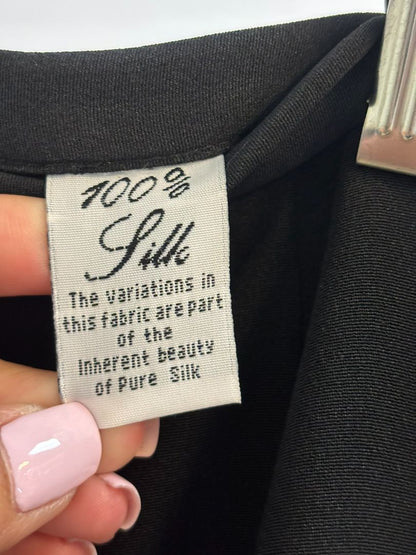 100%
Silk
The variations in
this fabric are part
of the
Inherent beauty
of Pure Silk